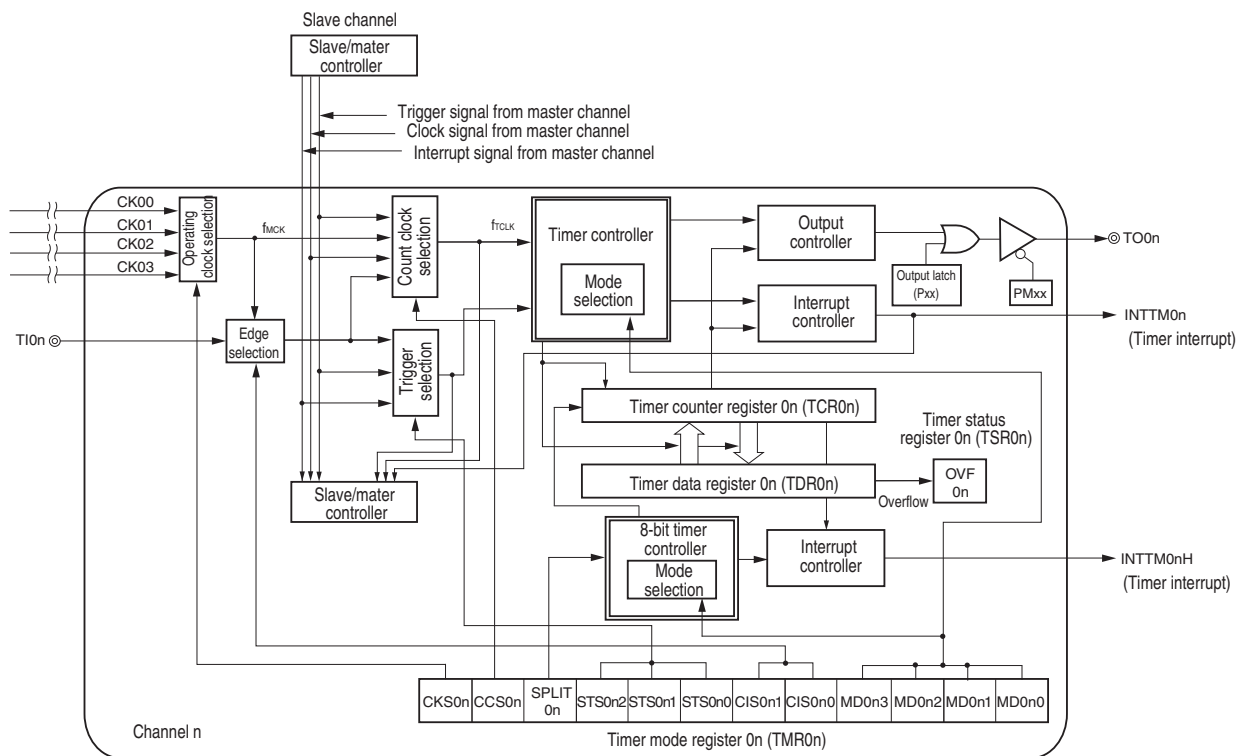 Slave channel
Slave/mater
controller
Trigger signal from master channel
Clock signal from master channel
Interrupt signal from master channel
CK00
CK01
CK02
CK03
Operating
clock selection
fMCK
Count clock
selection
fTCLK
Timer controller
Mode
selection
Output
controller
Output latch
(Pxx)
PMxx
TO0n
Interrupt
controller
INTTM0n
(Timer interrupt)
TI0n
Edge
selection
Trigger
selection
Timer counter register 0n (TCR0n)
Timer status
register 0n (TSR0n)
Slave/mater
controller
Timer data register 0n (TDR0n)
Overflow
OVF
0n
8-bit timer
controller
Mode
selection
Interrupt
controller
INTTM0nH
(Timer interrupt)
CKS0n
CCS0n
SPLIT
0n
STS0n2
STS0n1
STS0n0
CIS0n1
CIS0n0
MD0n3
MD0n2
MD0n1
MD0n0
Channel n
Timer mode register 0n (TMR0n)